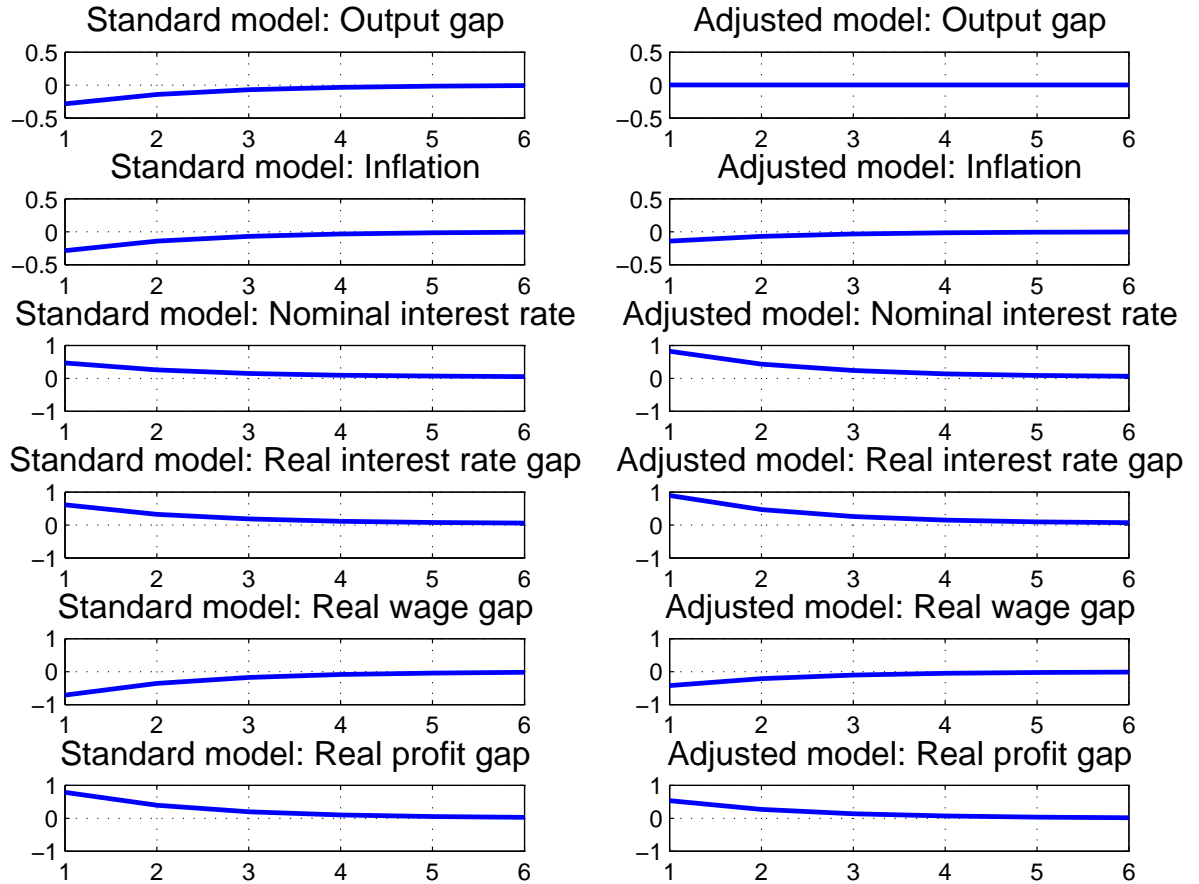 Standard model: Output gap
0.5
0
−0.5
1 2 3 4 5 6
Adjusted model: Output gap
0.5
0
−0.5
1 2 3 4 5 6
Standard model: Inflation
0.5
0
−0.5
1 2 3 4 5 6
Adjusted model: Inflation
0.5
0
−0.5
1 2 3 4 5 6
Standard model: Nominal interest rate
1
0
−1
1 2 3 4 5 6
Adjusted model: Nominal interest rate
1
0
−1
1 2 3 4 5 6
Standard model: Real interest rate gap
1
0
−1
1 2 3 4 5 6
Adjusted model: Real interest rate gap
1
0
−1
1 2 3 4 5 6
Standard model: Real wage gap
1
0
−1
1 2 3 4 5 6
Adjusted model: Real wage gap
1
0
−1
1 2 3 4 5 6
Standard model: Real profit gap
1
0
−1
1 2 3 4 5 6
Adjusted model: Real profit gap
1
0
−1
1 2 3 4 5 6